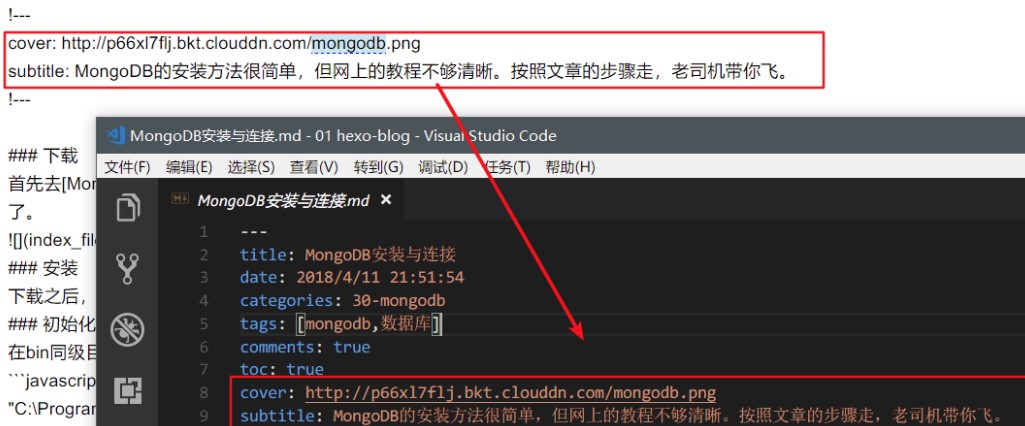 !---
cover: http://p66xl7flj.bkt.clouddn.com/mongodb.png
subtitle: MongoDB的安装方法很简单，但网上的教程不够清晰。按照文章的步骤走，老司机带你飞。
!---
### 下载
首先去[Mon
了。
![](index_file
### 安装
下载之后，
### 初始化
在bin同级目
```javascript
"C:\Program
MongoDB安装与连接.md - 01 hexo-blog - Visual Studio Code
文件(F) 编辑(E) 选择(S) 查看(V) 转到(G) 调试(D) 任务(T) 帮助(H)
MongoDB安装与连接.md ×
1 ---
2 title: MongoDB安装与连接
3 date: 2018/4/11 21:51:54
4 categories: 30-mongodb
5 tags: [mongodb,数据库]
6 comments: true
7 toc: true
8 cover: http://p66xl7flj.bkt.clouddn.com/mongodb.png
9 subtitle: MongoDB的安装方法很简单，但网上的教程不够清晰。按照文章的步骤走，老司机带你飞。